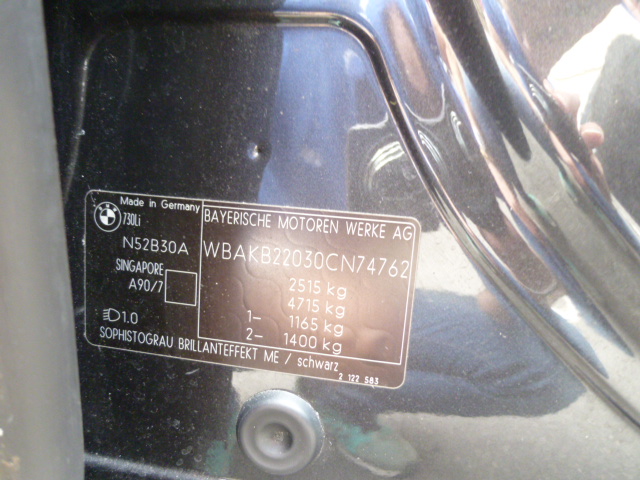 Made in Germany
BMW
730Li
N52B30A
SINGAPORE
A90/7
1.0
BAYERISCHE MOTOREN WERKE AG
WBAKB22030CN74762
2515 kg
4715 kg
1- 1165 kg
2- 1400 kg
SOPHISTOGRAU BRILLANTEFFEKT ME / schwarz
2 122 583